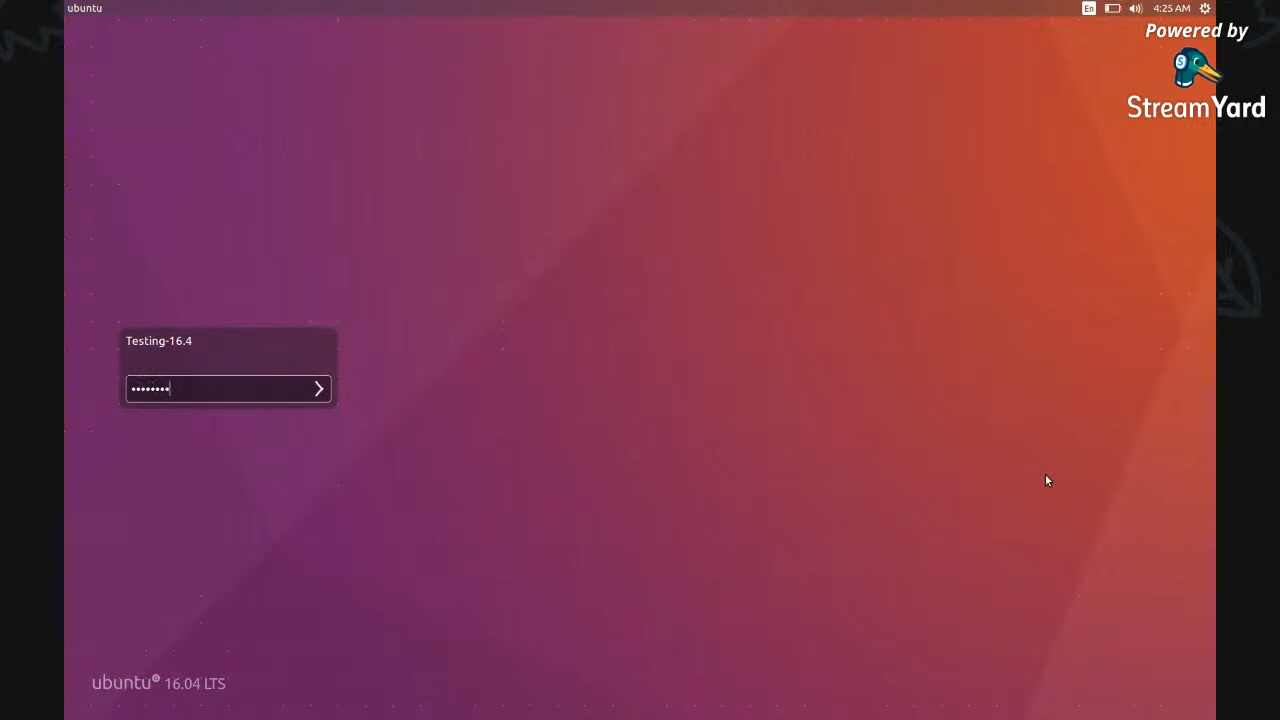 ubuntu
En
4:25 AM
Powered by
S
StreamYard
Testing-16.4
••••••••
ubuntu 16.04 LTS